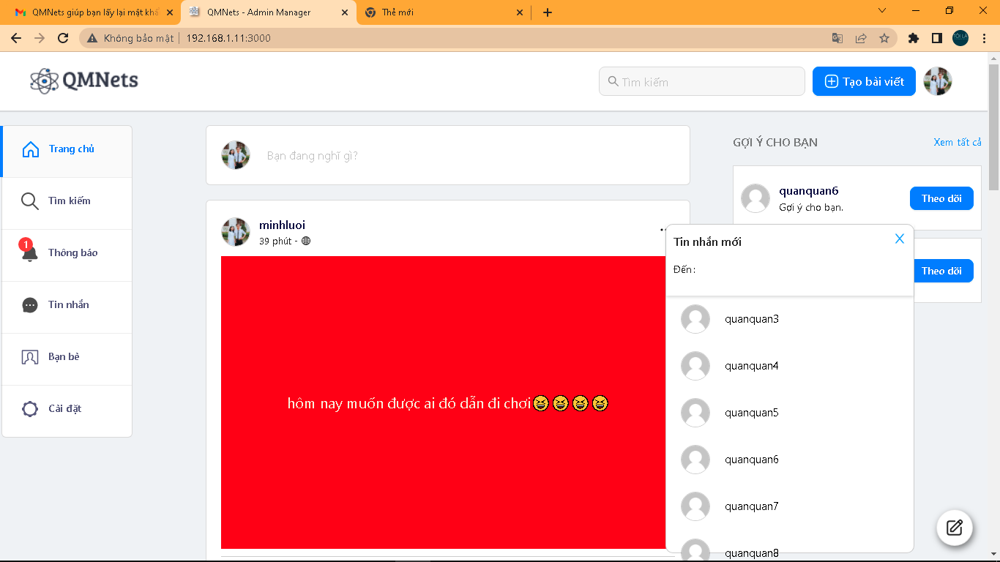 QMNets giúp bạn lấy lại mật khẩ
QMNets - Admin Manager
Thẻ mới
Không bảo mật
192.168.1.11:3000
QMNets
Tìm kiếm
Tạo bài viết
Trang chủ
Tìm kiếm
1
Thông báo
Tin nhắn
Bạn bè
Cài đặt
Bạn đang nghĩ gì?
minhluoi
39 phút -
hôm nay muốn được ai đó dẫn đi chơi😆😆😆😆
GỢI Ý CHO BẠN
Xem tất cả
quanquan6
Gợi ý cho bạn.
Theo dõi
Theo dõi
Tin nhắn mới
Đến:
quanquan3
quanquan4
quanquan5
quanquan6
quanquan7
quanquan8